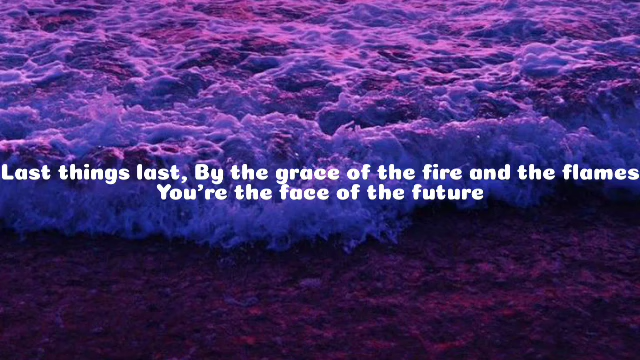 Last things last, By the grace of the fire and the flames
You’re the face of the future